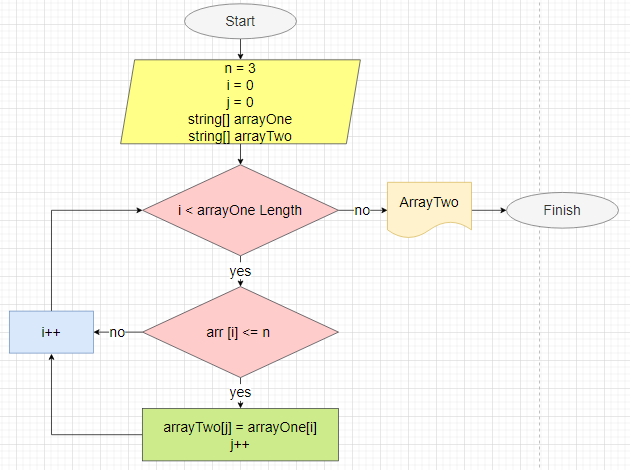 Start
n = 3
i = 0
j = 0
string[] arrayOne
string[] arrayTwo
i < arrayOne Length
no
ArrayTwo
Finish
yes
i++
no
arr [i] <= n
yes
arrayTwo[j] = arrayOne[i]
j++